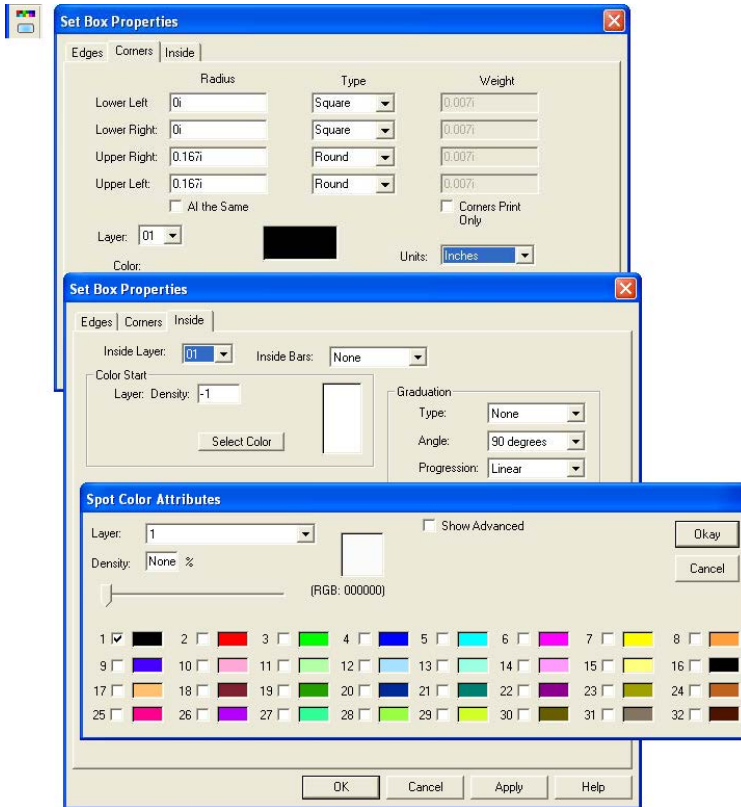 Set Box Properties
Edges Corners Inside
Radius Type Weight
Lower Left 0i Square 0.007i
Lower Right: 0i Square 0.007i
Upper Right: 0.167i Round 0.007i
Upper Left: 0.167i Round 0.007i
Al the Same Corners Print Only
Layer: 01
Units: Inches
Color:
Set Box Properties
Edges Corners Inside
Inside Layer: 01 Inside Bars: None
Color Start
Layer: Density: -1
Select Color
Graduation
Type: None
Angle: 90 degrees
Progression: Linear
Spot Color Attributes
Layer: 1 Show Advanced Okay
Density: None % Cancel
(RGB: 000000)
1 2 3 4 5 6 7 8
9 10 11 12 13 14 15 16
17 18 19 20 21 22 23 24
25 26 27 28 29 30 31 32
OK Cancel Apply Help